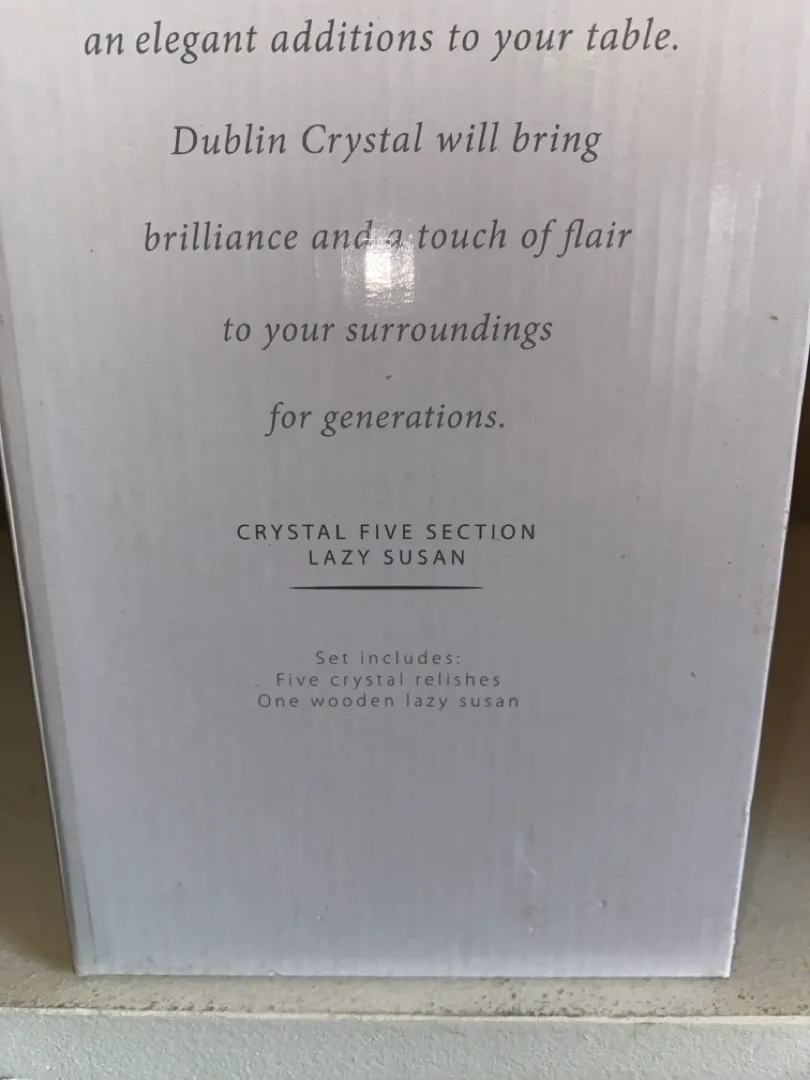 an elegant additions to your table.
Dublin Crystal will bring
brilliance and a touch of flair
to your surroundings
for generations.
CRYSTAL FIVE SECTION
LAZY SUSAN
Set includes:
Five crystal relishes
One wooden lazy susan